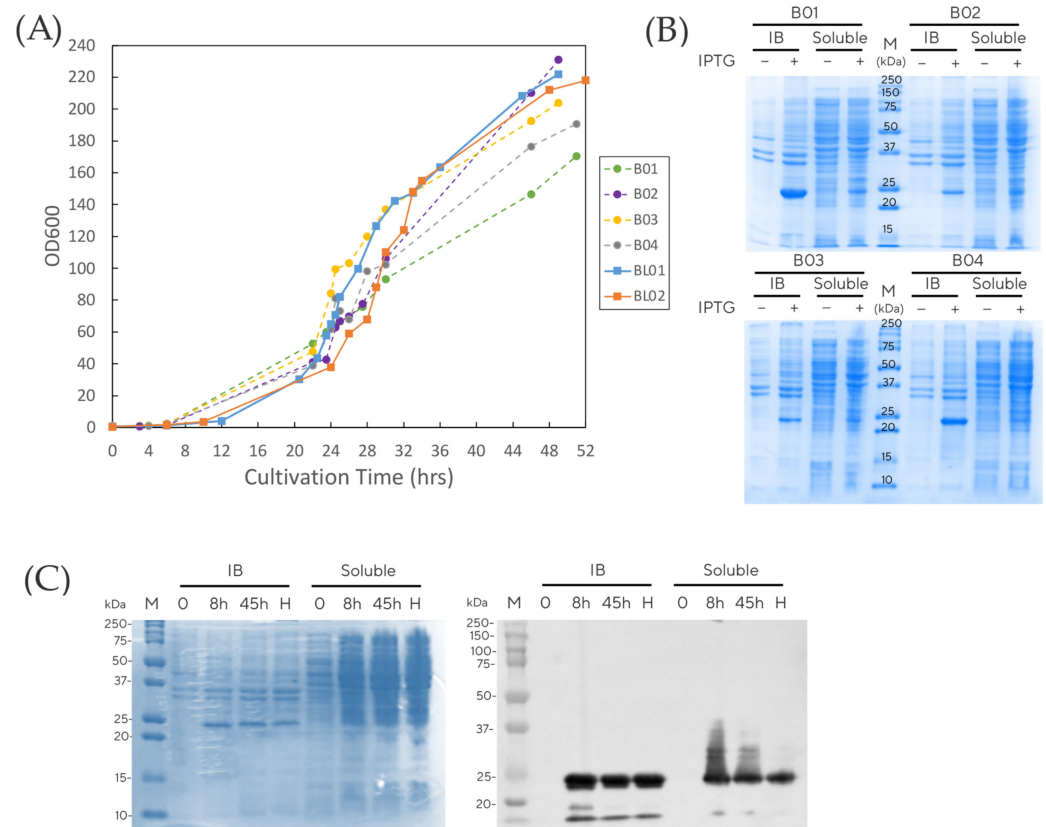 (A)
240
220
200
180
160
140
120
100
80
60
40
20
0
OD600
0 4 8 12 16 20 24 28 32 36 40 44 48 52
Cultivation Time (hrs)
B01
B02
B03
B04
BL01
BL02
(B)
B01 B02
IB Soluble M IB Soluble
IPTG − + − + (kDa) − + − +
250
150
75
50
37
25
20
15
B03 B04
IB Soluble M IB Soluble
IPTG − + − + (kDa) − + − +
250
75
50
37
25
20
15
10
(C)
IB Soluble
kDa M 0 8h 45h H 0 8h 45h H
250-
75-
50-
37-
25-
20-
15-
10-
IB Soluble
kDa M 0 8h 45h H 0 8h 45h H
250-
150-
100-
75-
50-
37-
25-
20-